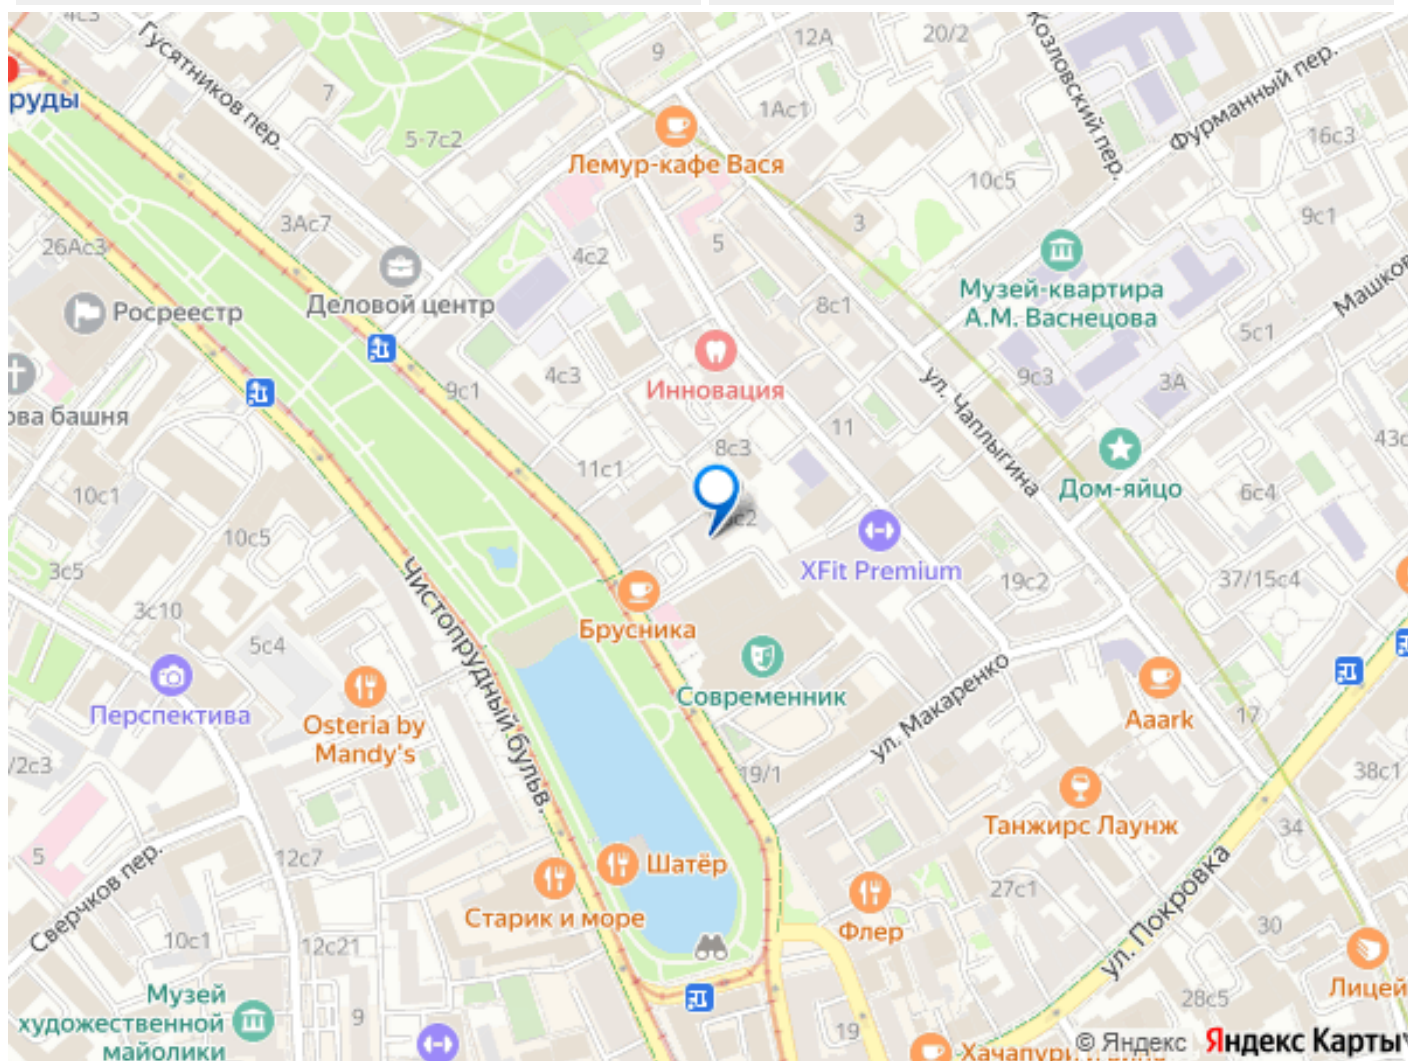 4с3
Гусятников пер.
9
12А
20/2
Козловский пер.
Фурманный пер.
руды
7
1Ас1
16с3
5-7с2
Лемур-кафе Вася
10с5
3Ас7
3
9с1
26Ас3
5
4с2
Деловой центр
Музей-квартира
А.М. Васнецова
Росреестр
8с1
5с1
Инновация
4с3
9с1
9с3
3А
ул. Чаплыгина
ова башня
11
43с
8с3
11с1
Дом-яйцо
6с4
10с1
10с5
XFit Premium
3с5
19с2
37/15с4
3с10
Чистопрудный бульв.
Брусника
5с4
Современник
ул. Макаренко
Перспектива
Osteria by
Mandy's
Aaark
17
/2с3
19/1
38с1
Танжирс Лаунж
34
5
12с7
Шатёр
ул. Покровка
Сверчков пер.
Старик и море
27с1
Флер
30
10с1
12с21
Лицей
Музей
художественной
майолики
9
28с5
19
© Яндекс
Яндекс Карты